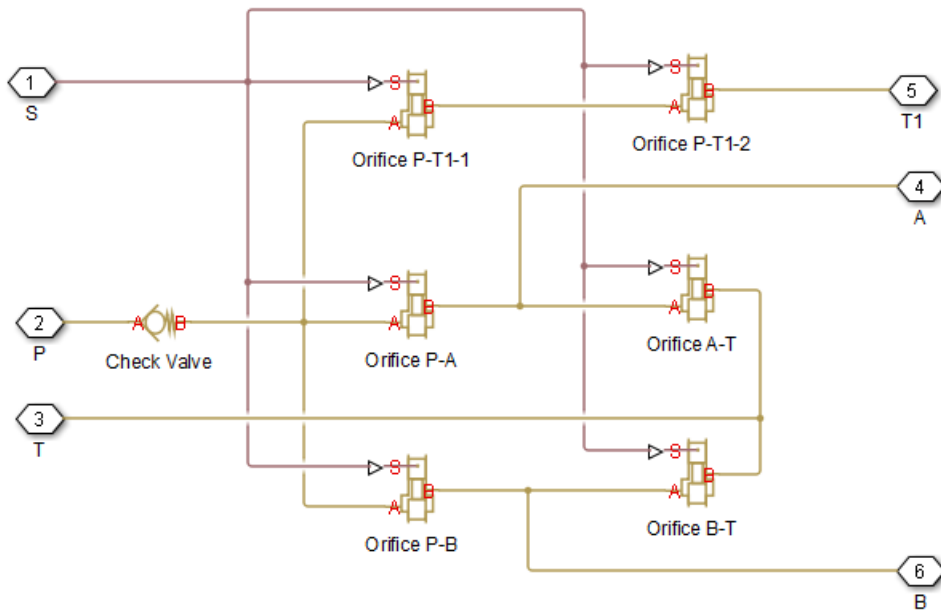 1
S
S
A
B
Orifice P-T1-1
S
A
B
Orifice P-T1-2
5
T1
4
A
2
P
A
B
Check Valve
S
A
B
Orifice P-A
S
A
B
Orifice A-T
3
T
S
A
B
Orifice P-B
S
A
B
Orifice B-T
6
B